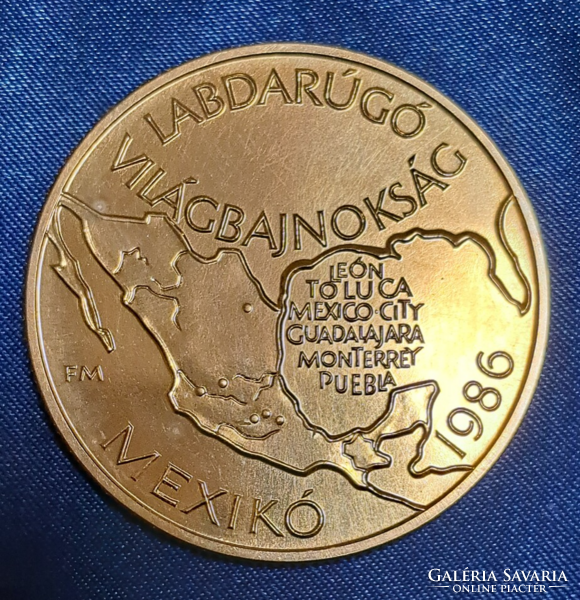 LABDARÚGÓ
VILÁGBAJNOKSÁG
LEÓN
TOLUCA
MEXICO·CITY
GUADALAJARA
MONTERREY
PUEBLA
FM
1986
MEXIKÓ
GALÉRIA SAVARIA
ONLINE PIACTÉR